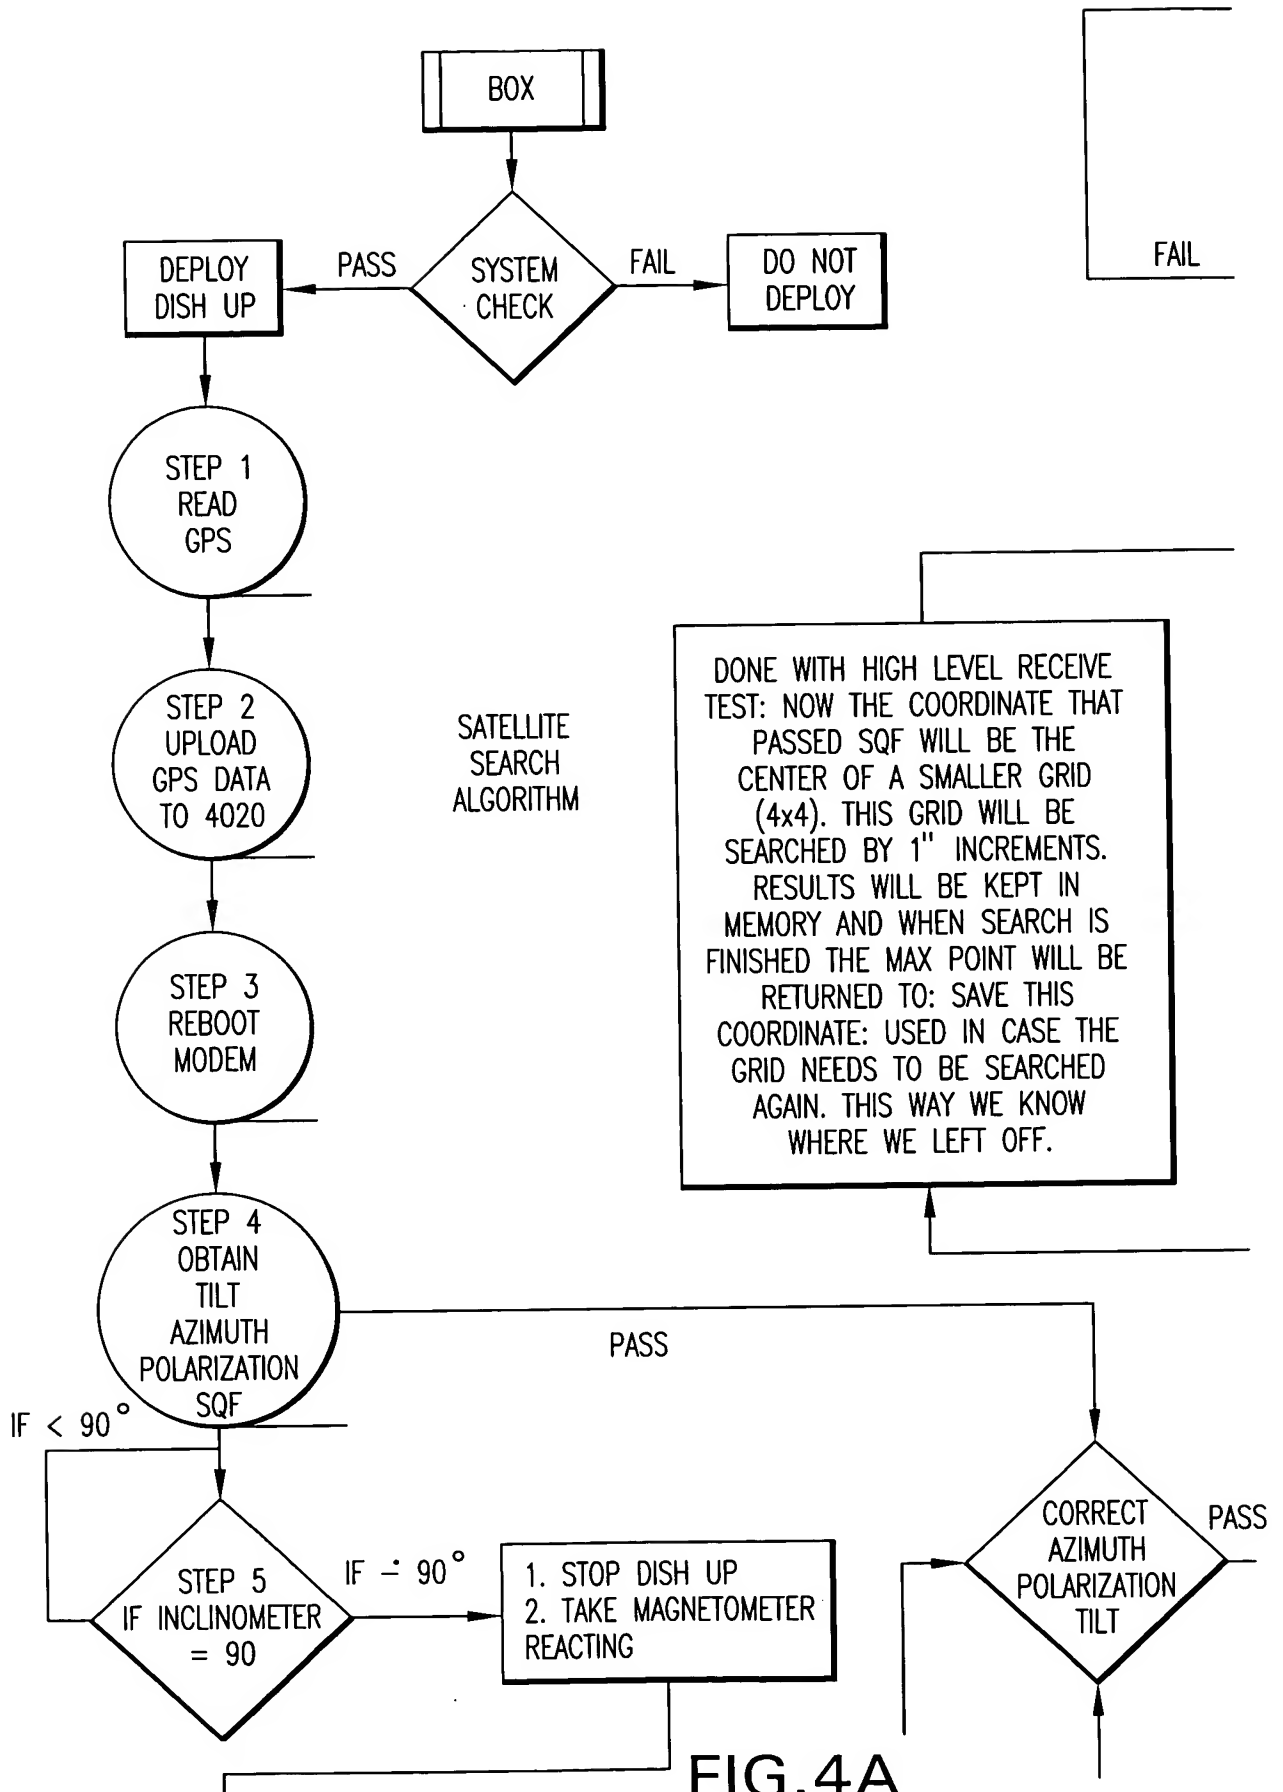 BOX
DEPLOY
DISH UP
PASS
SYSTEM
CHECK
FAIL
DO NOT
DEPLOY
FAIL
STEP 1
READ
GPS
STEP 2
UPLOAD
GPS DATA
TO 4020
SATELLITE
SEARCH
ALGORITHM
DONE WITH HIGH LEVEL RECEIVE
TEST: NOW THE COORDINATE THAT
PASSED SQF WILL BE THE
CENTER OF A SMALLER GRID
(4x4). THIS GRID WILL BE
SEARCHED BY 1" INCREMENTS.
RESULTS WILL BE KEPT IN
MEMORY AND WHEN SEARCH IS
FINISHED THE MAX POINT WILL BE
RETURNED TO: SAVE THIS
COORDINATE: USED IN CASE THE
GRID NEEDS TO BE SEARCHED
AGAIN. THIS WAY WE KNOW
WHERE WE LEFT OFF.
STEP 3
REBOOT
MODEM
STEP 4
OBTAIN
TILT
AZIMUTH
POLARIZATION
SQF
PASS
IF < 90°
STEP 5
IF INCLINOMETER
= 90
IF ∸ 90°
1. STOP DISH UP
2. TAKE MAGNETOMETER
REACTING
CORRECT
AZIMUTH
POLARIZATION
TILT
PASS
FIG.4A